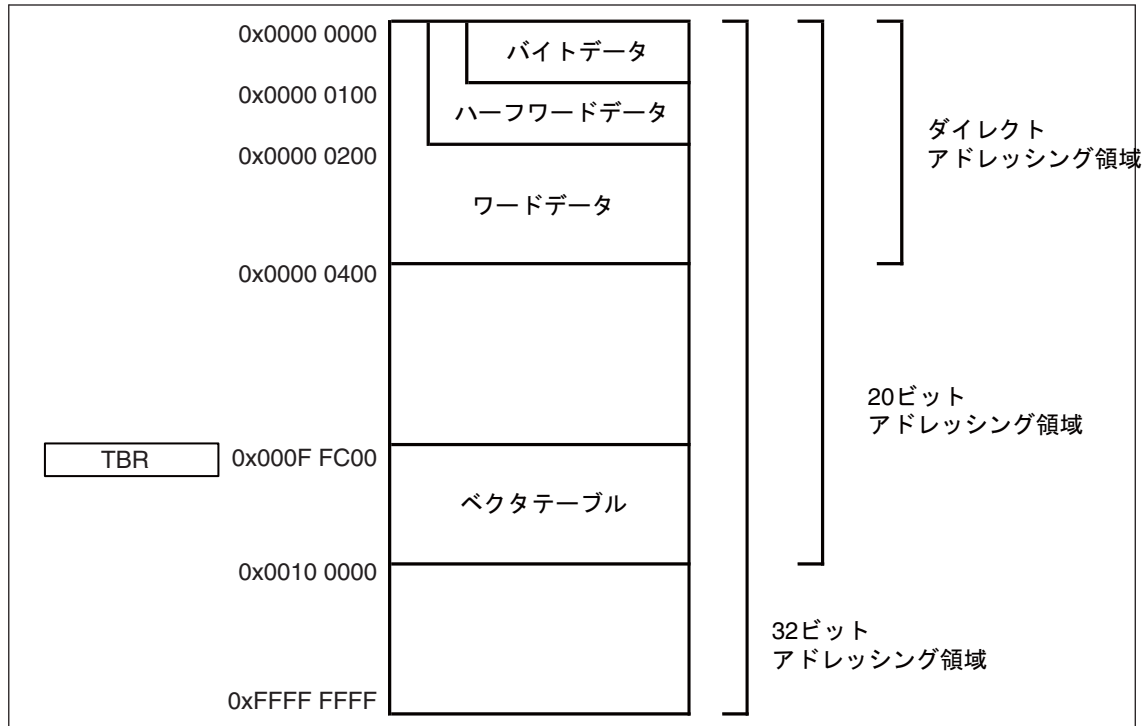 0x0000 0000
バイトデータ
0x0000 0100
ハーフワードデータ
0x0000 0200
ワードデータ
ダイレクト
アドレッシング領域
0x0000 0400
20ビット
アドレッシング領域
TBR
0x000F FC00
ベクタテーブル
0x0010 0000
32ビット
アドレッシング領域
0xFFFF FFFF